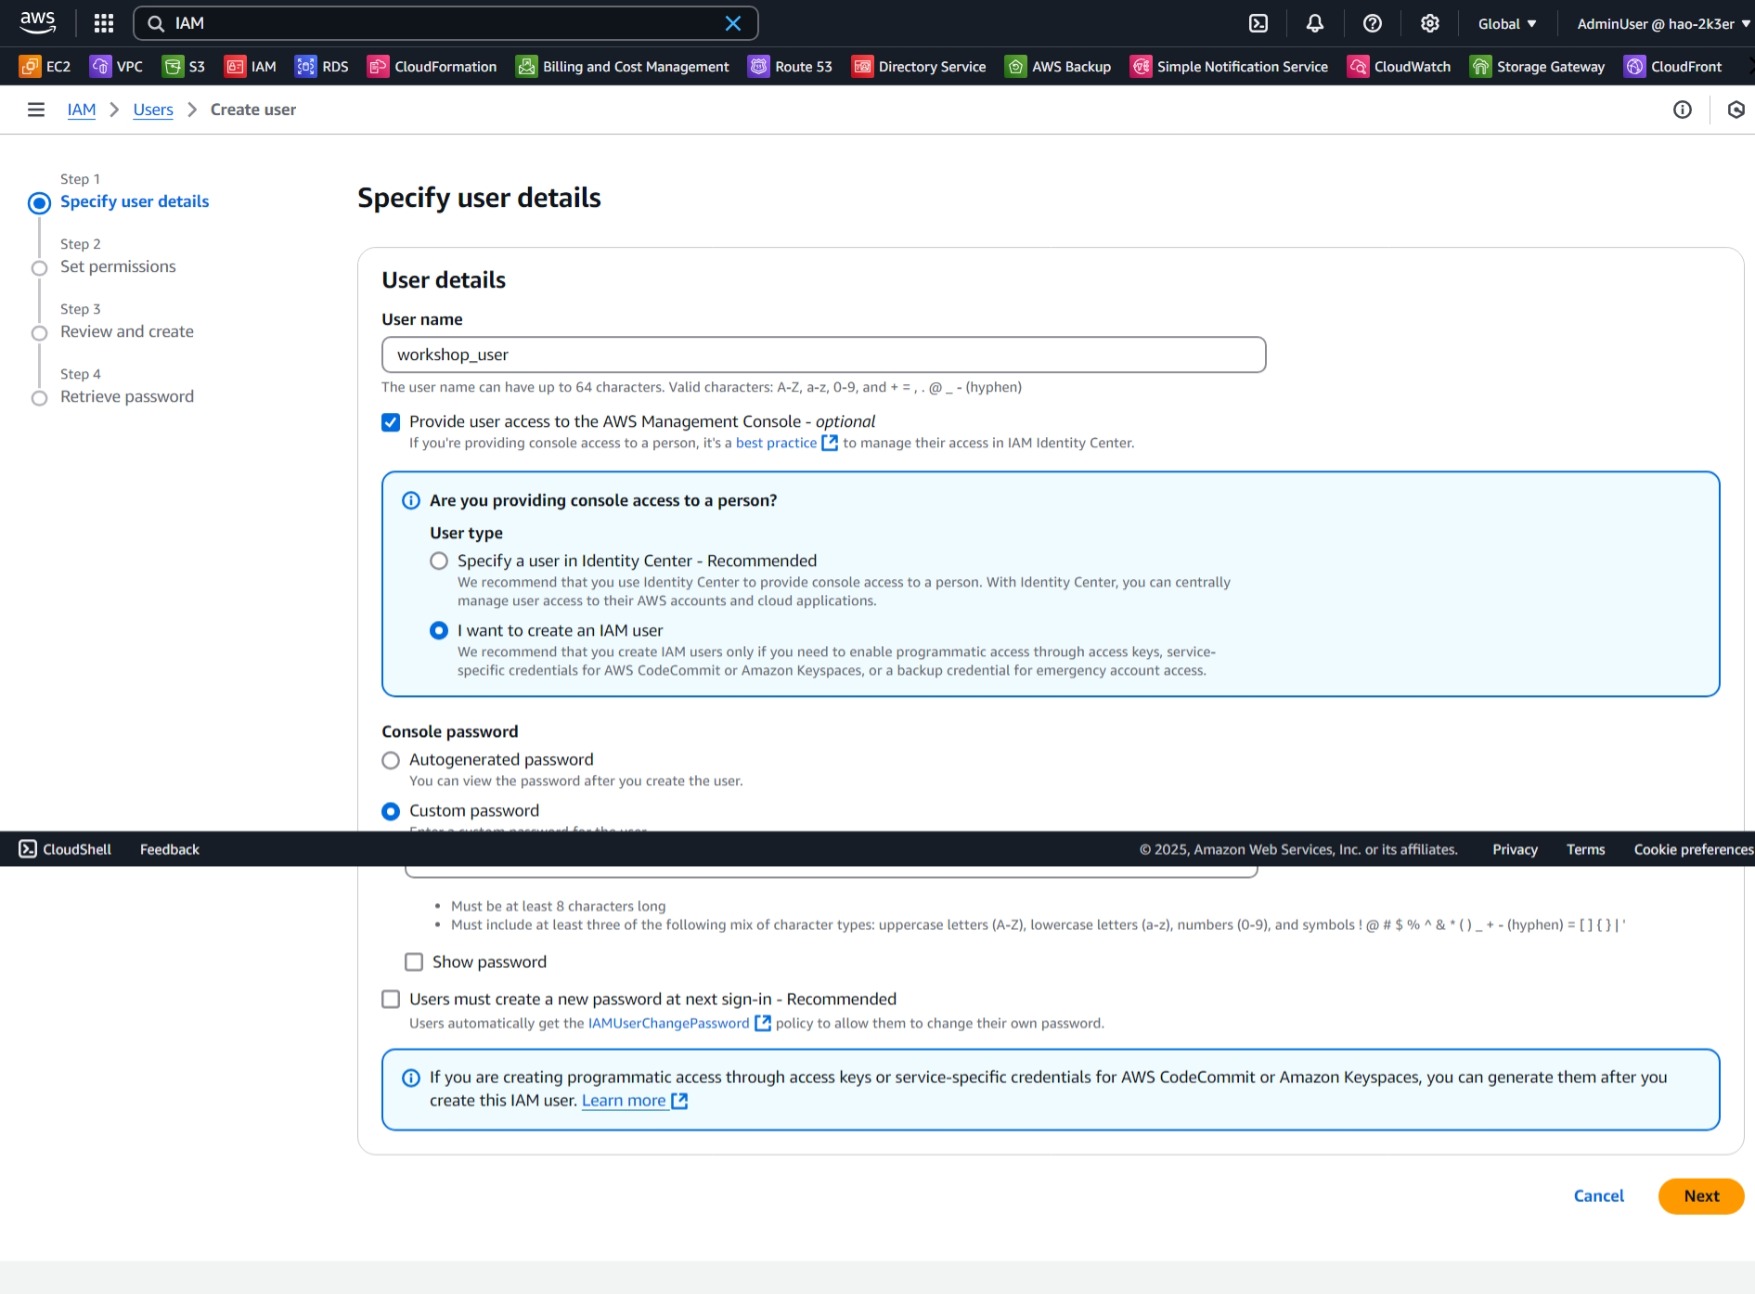 aws
IAM
Global
AdminUser @ hao-2k3er
EC2
VPC
S3
IAM
RDS
CloudFormation
Billing and Cost Management
Route 53
Directory Service
AWS Backup
Simple Notification Service
CloudWatch
Storage Gateway
CloudFront
IAM > Users > Create user
Step 1
Specify user details
Step 2
Set permissions
Step 3
Review and create
Step 4
Retrieve password
Specify user details
User details
User name
workshop_user
The user name can have up to 64 characters. Valid characters: A-Z, a-z, 0-9, and + = , . @ _ - (hyphen)
Provide user access to the AWS Management Console - optional
If you're providing console access to a person, it's a best practice to manage their access in IAM Identity Center.
Are you providing console access to a person?
User type
Specify a user in Identity Center - Recommended
We recommend that you use Identity Center to provide console access to a person. With Identity Center, you can centrally
manage user access to their AWS accounts and cloud applications.
I want to create an IAM user
We recommend that you create IAM users only if you need to enable programmatic access through access keys, service-
specific credentials for AWS CodeCommit or Amazon Keyspaces, or a backup credential for emergency account access.
Console password
Autogenerated password
You can view the password after you create the user.
Custom password
Enter a custom password for the user.
CloudShell
Feedback
© 2025, Amazon Web Services, Inc. or its affiliates.
Privacy
Terms
Cookie preferences
• Must be at least 8 characters long
• Must include at least three of the following mix of character types: uppercase letters (A-Z), lowercase letters (a-z), numbers (0-9), and symbols ! @ # $ % ^ & * ( ) _ + - (hyphen) = [ ] { } | '
Show password
Users must create a new password at next sign-in - Recommended
Users automatically get the IAMUserChangePassword policy to allow them to change their own password.
If you are creating programmatic access through access keys or service-specific credentials for AWS CodeCommit or Amazon Keyspaces, you can generate them after you
create this IAM user. Learn more
Cancel
Next